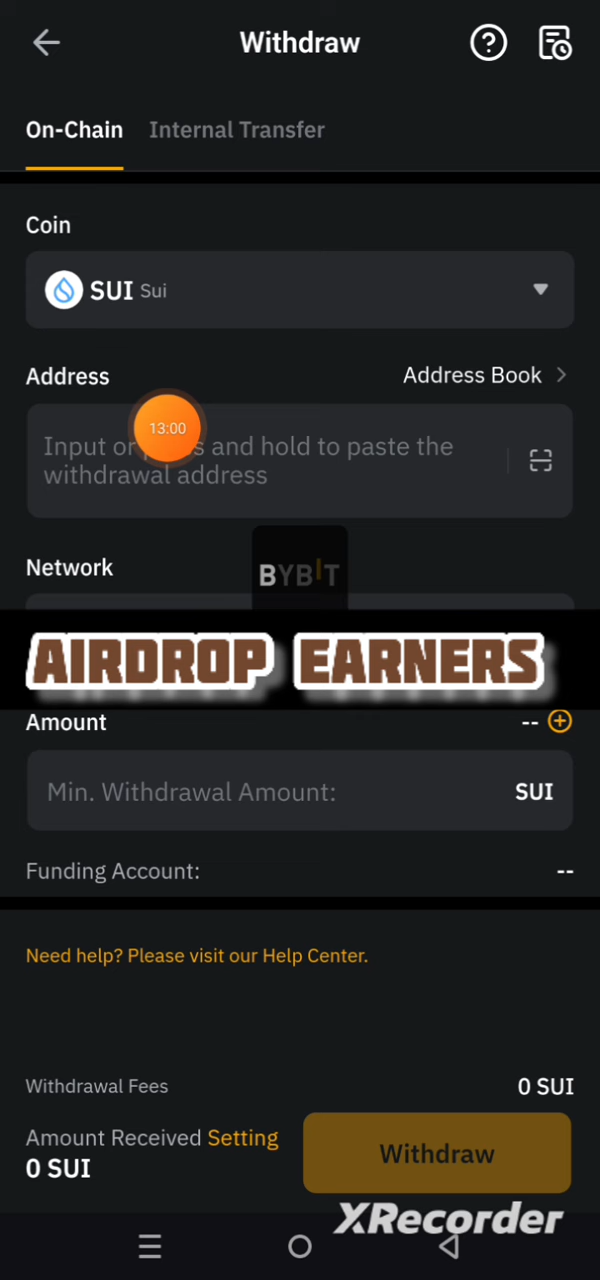 Withdraw
On-Chain Internal Transfer
Coin
SUI Sui
Address Address Book
13:00
Input or and hold to paste the
withdrawal address
Network
BYBIT
AIRDROP EARNERS
Amount --
Min. Withdrawal Amount: SUI
Funding Account: --
Need help? Please visit our Help Center.
Withdrawal Fees 0 SUI
Amount Received Setting
0 SUI
Withdraw
XRecorder